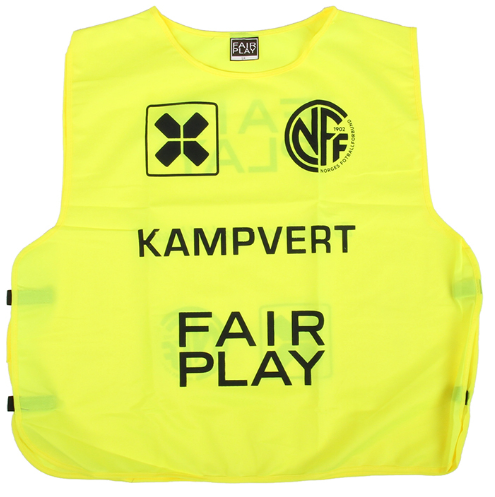 FAIR
PLAY
NFF
1902
NORGES FOTBALLFORBUND
KAMPVERT
FAIR
PLAY